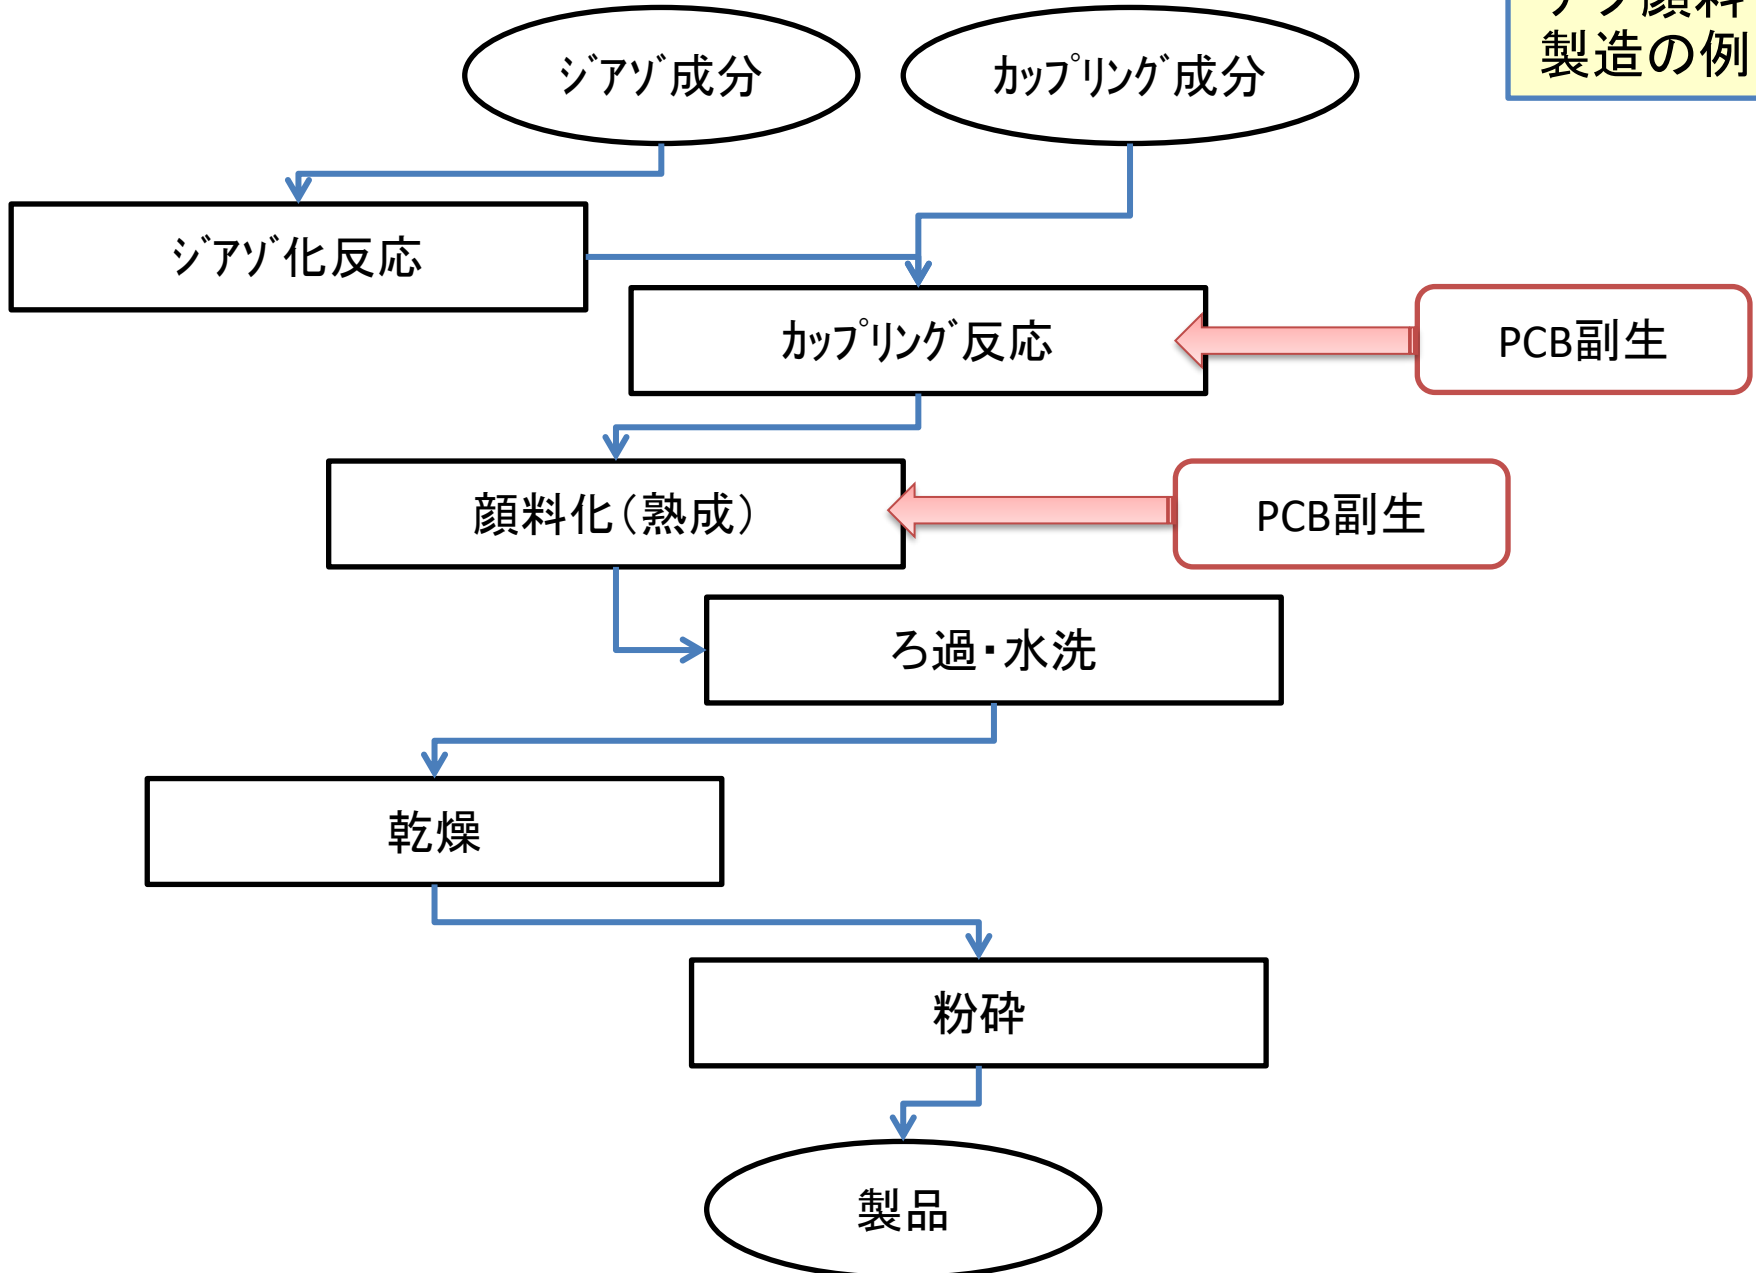 顔料
製造の例
ｼﾞｱｿﾞ成分
ｶｯﾌﾟﾘﾝｸﾞ成分
ｼﾞｱｿﾞ化反応
ｶｯﾌﾟﾘﾝｸﾞ反応
PCB副生
顔料化（熟成）
PCB副生
ろ過・水洗
乾燥
粉砕
製品